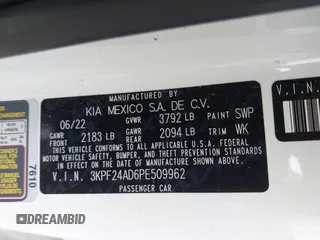 MFD. BY
KIA MEXICO S.A. DE C.V.
06/22 GVWR 3792 LB PAINT SWP
GAWR FRONT 2183 LB GAWR REAR 2094 LB TRIM WK
THIS VEHICLE CONFORMS TO ALL APPLICABLE U.S. FEDERAL MOTOR
VEHICLE SAFETY, BUMPER, AND THEFT PREVENTION STANDARDS IN
EFFECT ON THE DATE OF MANUFACTURE SHOWN ABOVE.
V.I.N. 3KPF24AD6PE509962
PASSENGER CAR
7610
V.I.N.
© DREAMBID